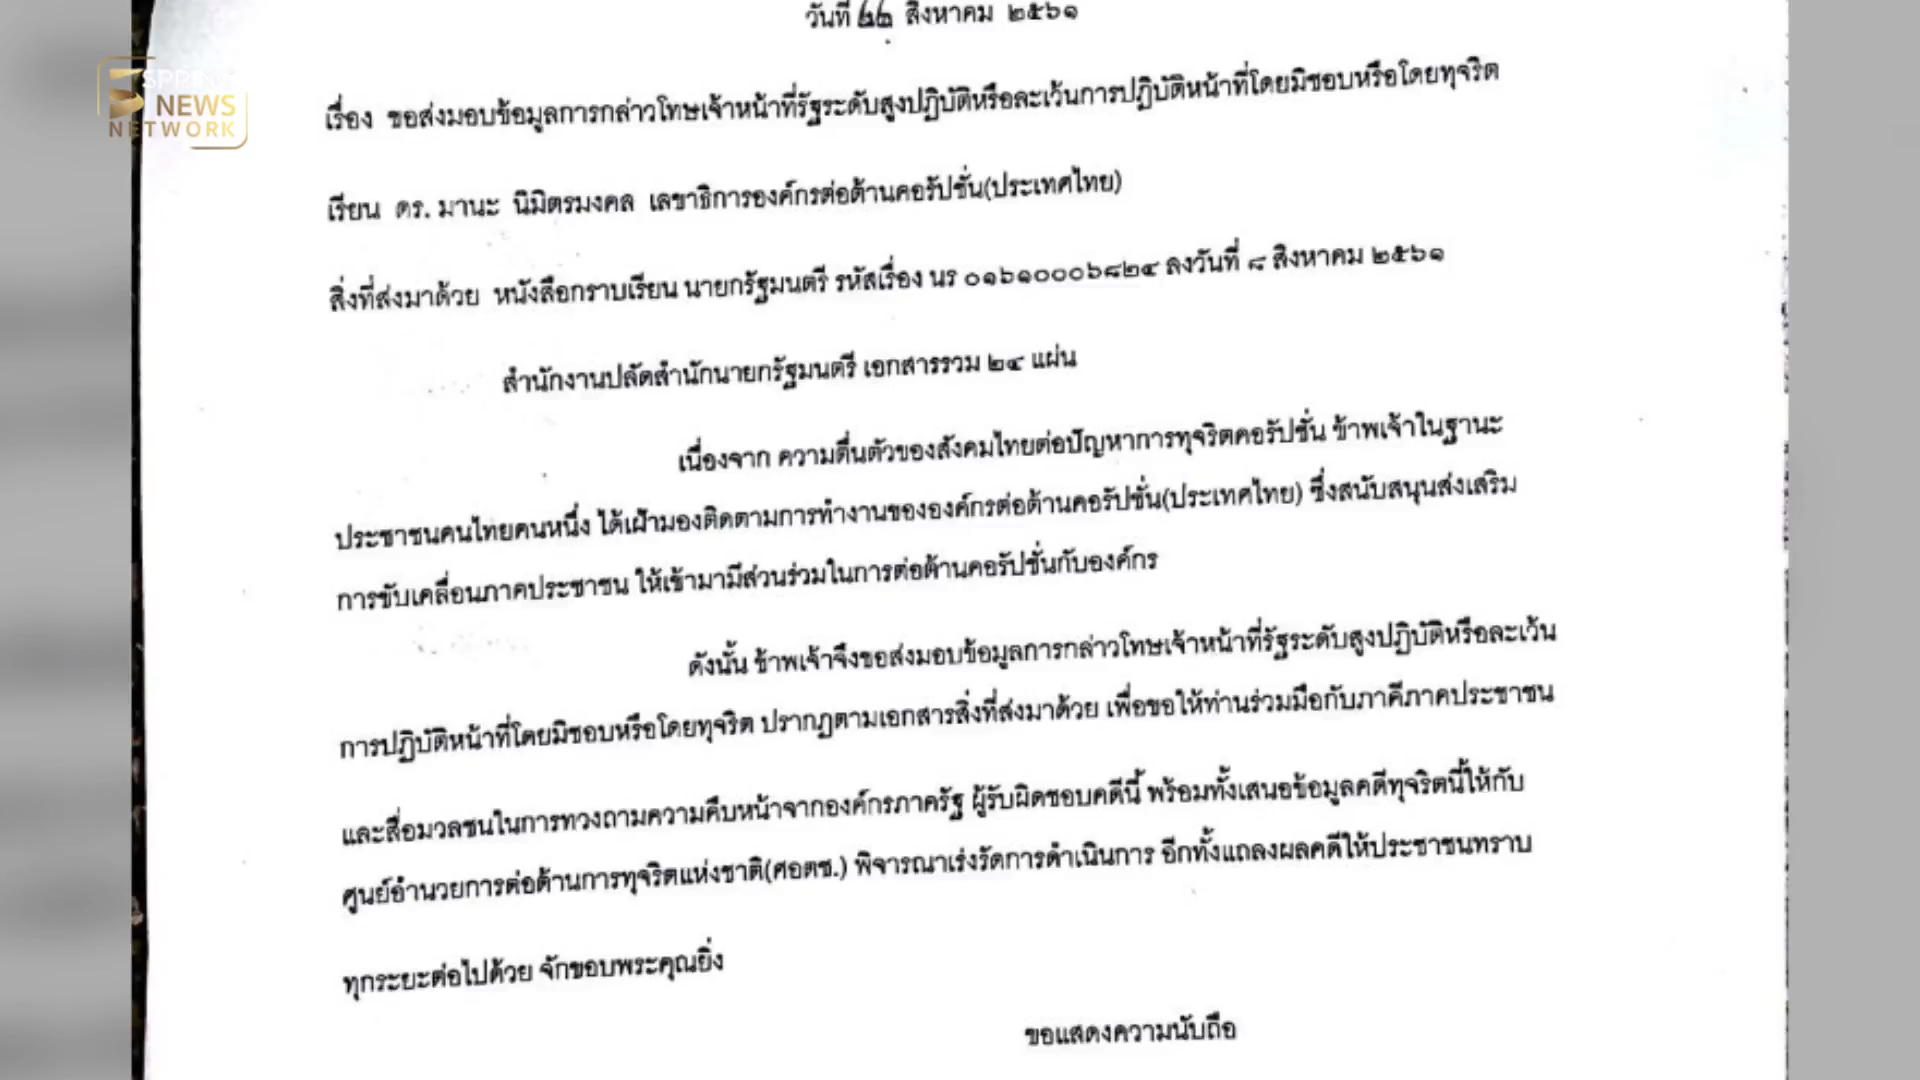 วันที่ ๒๒ สิงหาคม ๒๕๖๑
SPRING
NEWS
NETWORK
เรื่อง ขอส่งมอบข้อมูลการกล่าวโทษเจ้าหน้าที่รัฐระดับสูงปฏิบัติหรือละเว้นการปฏิบัติหน้าที่โดยมิชอบหรือโดยทุจริต
เรียน ดร. มานะ นิมิตรมงคล เลขาธิการองค์กรต่อต้านคอรัปชั่น(ประเทศไทย)
สิ่งที่ส่งมาด้วย หนังสือกราบเรียน นายกรัฐมนตรี รหัสเรื่อง นร ๐๑๖๑๐๐๐๖๘๒๔ ลงวันที่ ๘ สิงหาคม ๒๕๖๑
สำนักงานปลัดสำนักนายกรัฐมนตรี เอกสารรวม ๒๔ แผ่น
เนื่องจาก ความตื่นตัวของสังคมไทยต่อปัญหาการทุจริตคอรัปชั่น ข้าพเจ้าในฐานะ
ประชาชนคนไทยคนหนึ่ง ได้เฝ้ามองติดตามการทำงานขององค์กรต่อต้านคอรัปชั่น(ประเทศไทย) ซึ่งสนับสนุนส่งเสริม
การขับเคลื่อนภาคประชาชน ให้เข้ามามีส่วนร่วมในการต่อต้านคอรัปชั่นกับองค์กร
ดังนั้น ข้าพเจ้าจึงขอส่งมอบข้อมูลการกล่าวโทษเจ้าหน้าที่รัฐระดับสูงปฏิบัติหรือละเว้น
การปฏิบัติหน้าที่โดยมิชอบหรือโดยทุจริต ปรากฏตามเอกสารสิ่งที่ส่งมาด้วย เพื่อขอให้ท่านร่วมมือกับภาคีภาคประชาชน
และสื่อมวลชนในการทวงถามความคืบหน้าจากองค์กรภาครัฐ ผู้รับผิดชอบคดีนี้ พร้อมทั้งเสนอข้อมูลคดีทุจริตนี้ให้กับ
ศูนย์อำนวยการต่อต้านการทุจริตแห่งชาติ(ศอตช.) พิจารณาเร่งรัดการดำเนินการ อีกทั้งแถลงผลคดีให้ประชาชนทราบ
ทุกระยะต่อไปด้วย จักขอบพระคุณยิ่ง
ขอแสดงความนับถือ